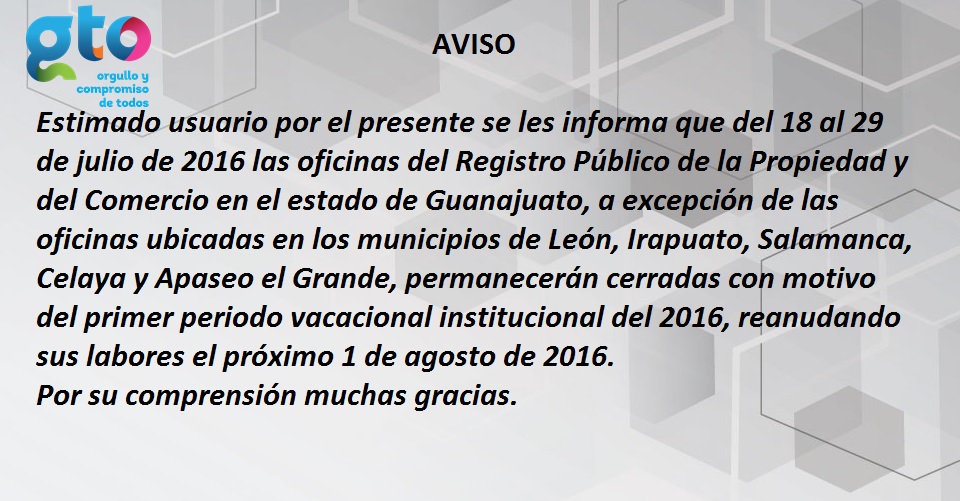 gto
orgullo y
compromiso
de todos
AVISO
Estimado usuario por el presente se les informa que del 18 al 29
de julio de 2016 las oficinas del Registro Público de la Propiedad y
del Comercio en el estado de Guanajuato, a excepción de las
oficinas ubicadas en los municipios de León, Irapuato, Salamanca,
Celaya y Apaseo el Grande, permanecerán cerradas con motivo
del primer periodo vacacional institucional del 2016, reanudando
sus labores el próximo 1 de agosto de 2016.
Por su comprensión muchas gracias.